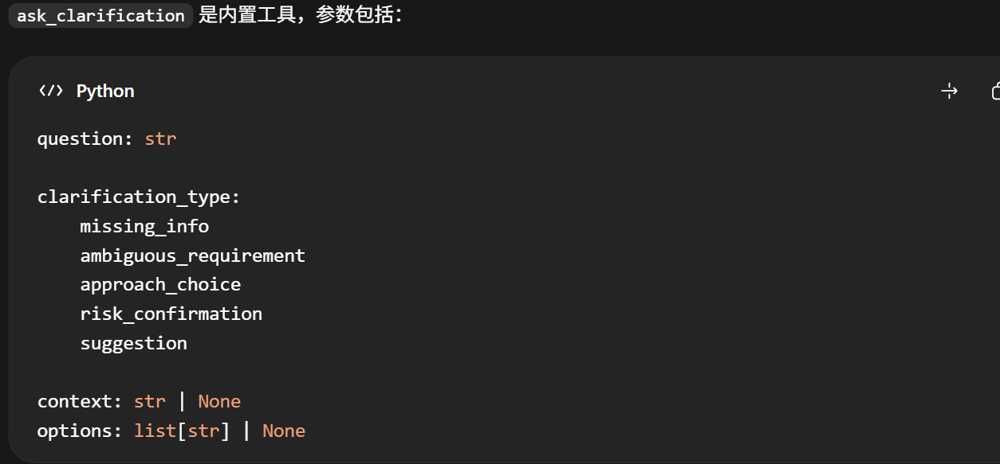 ask_clarification 是内置工具，参数包括：
Python
question: str
clarification_type:
    missing_info
    ambiguous_requirement
    approach_choice
    risk_confirmation
    suggestion
context: str | None
options: list[str] | None